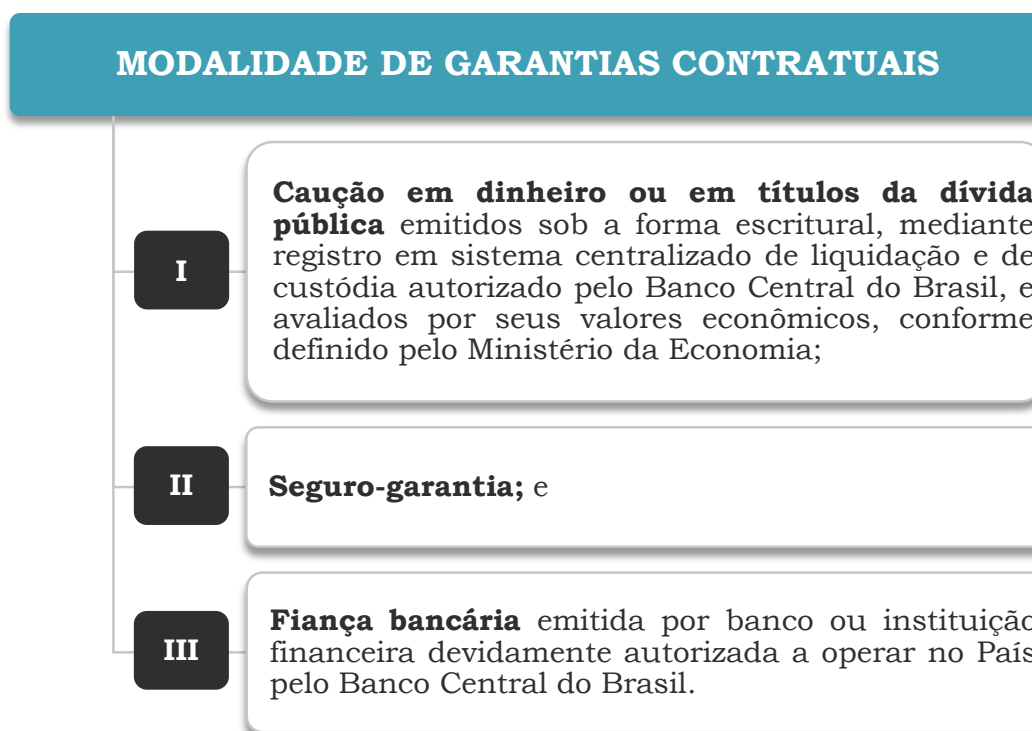 MODALIDADE DE GARANTIAS CONTRATUAIS
I
Caução em dinheiro ou em títulos da dívida
pública emitidos sob a forma escritural, mediante
registro em sistema centralizado de liquidação e de
custódia autorizado pelo Banco Central do Brasil, e
avaliados por seus valores econômicos, conforme
definido pelo Ministério da Economia;
II
Seguro-garantia; e
III
Fiança bancária emitida por banco ou instituição
financeira devidamente autorizada a operar no País
pelo Banco Central do Brasil.